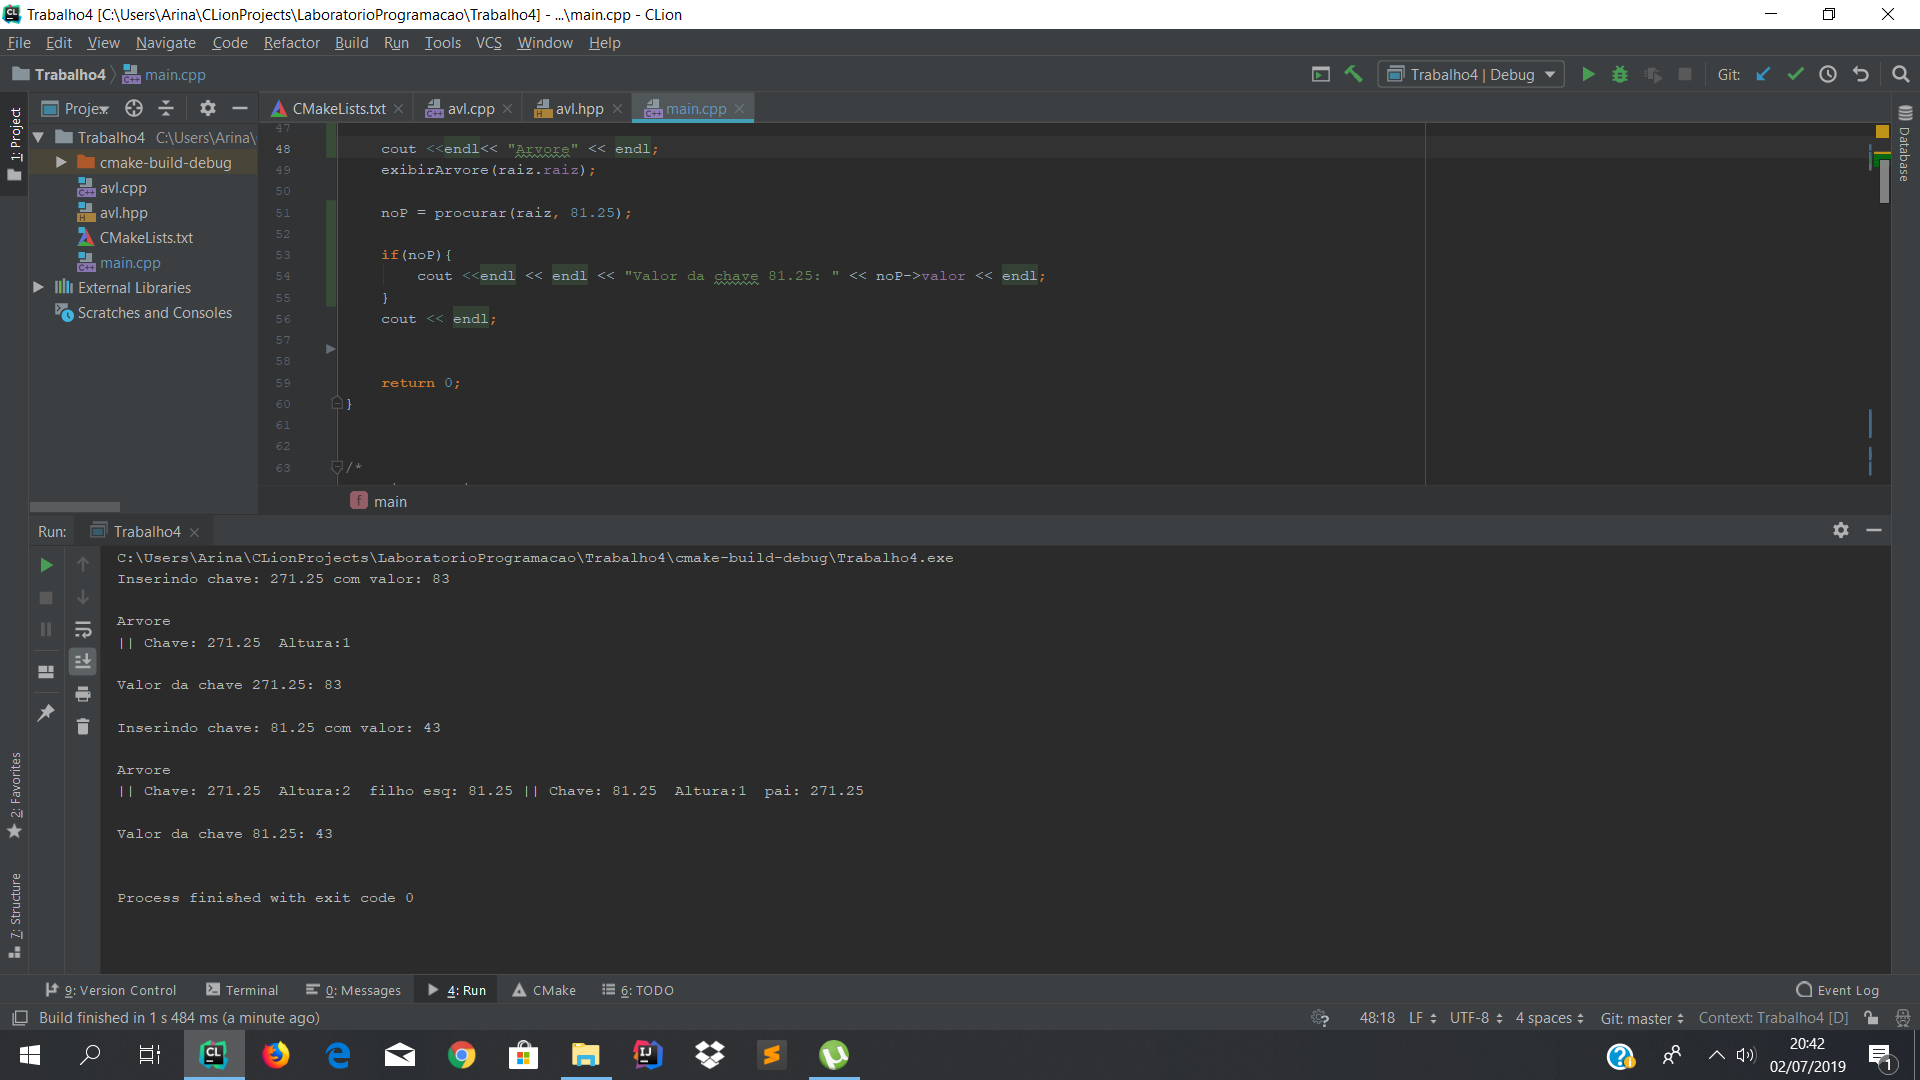 Trabalho4 [C:\Users\Arina\CLionProjects\LaboratorioProgramacao\Trabalho4] - ...\main.cpp - CLion
File Edit View Navigate Code Refactor Build Run Tools VCS Window Help
Trabalho4 main.cpp
Trabalho4 | Debug
Git:
1: Project
Proje
CMakeLists.txt
avl.cpp
avl.hpp
main.cpp
Database
Trabalho4 C:\Users\Arina\
cmake-build-debug
avl.cpp
avl.hpp
CMakeLists.txt
main.cpp
External Libraries
Scratches and Consoles
47
48 cout <<endl<< "Arvore" << endl;
49 exibirArvore(raiz.raiz);
50
51 noP = procurar(raiz, 81.25);
52
53 if(noP){
54 cout <<endl << endl << "Valor da chave 81.25: " << noP->valor << endl;
55 }
56 cout << endl;
57
58
59 return 0;
60 }
61
62
63 /*
f main
Run: Trabalho4
C:\Users\Arina\CLionProjects\LaboratorioProgramacao\Trabalho4\cmake-build-debug\Trabalho4.exe
Inserindo chave: 271.25 com valor: 83
Arvore
|| Chave: 271.25  Altura:1
Valor da chave 271.25: 83
Inserindo chave: 81.25 com valor: 43
Arvore
|| Chave: 271.25  Altura:2  filho esq: 81.25 || Chave: 81.25  Altura:1  pai: 271.25
Valor da chave 81.25: 43
Process finished with exit code 0
2: Favorites
7: Structure
9: Version Control
Terminal
0: Messages
4: Run
CMake
6: TODO
Event Log
Build finished in 1 s 484 ms (a minute ago)
48:18 LF UTF-8 4 spaces Git: master Context: Trabalho4 [D]
20:42
02/07/2019
1